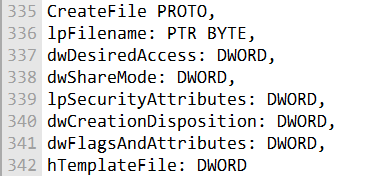 335 CreateFile PROTO,
336 lpFilename: PTR BYTE,
337 dwDesiredAccess: DWORD,
338 dwShareMode: DWORD,
339 lpSecurityAttributes: DWORD,
340 dwCreationDisposition: DWORD,
341 dwFlagsAndAttributes: DWORD,
342 hTemplateFile: DWORD